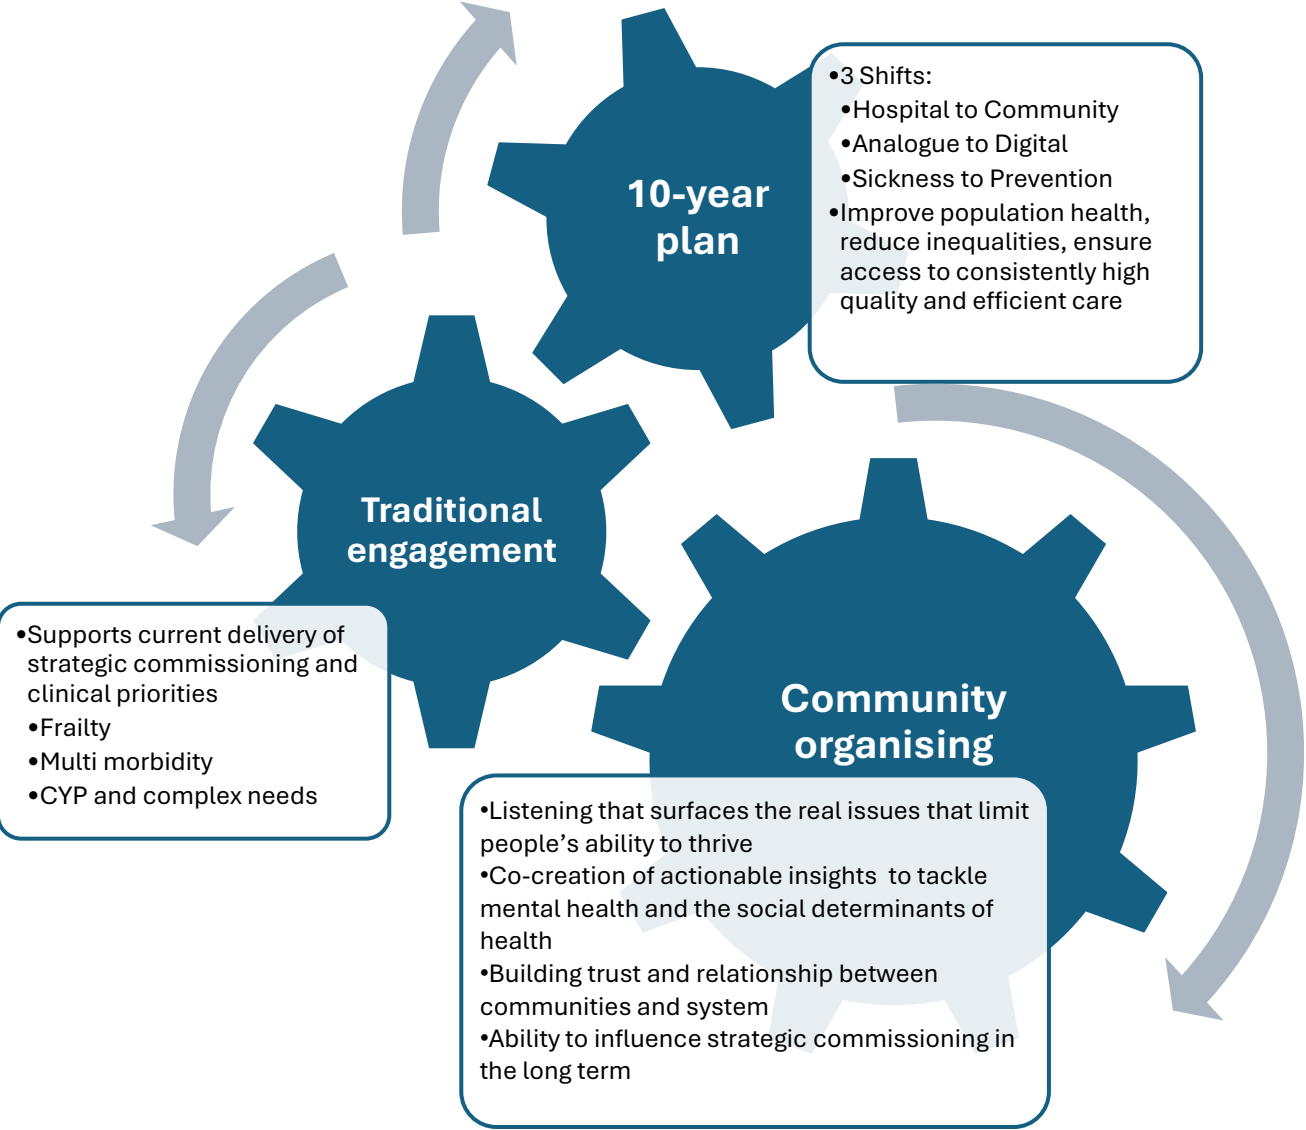 10-year
plan
•3 Shifts:
•Hospital to Community
•Analogue to Digital
•Sickness to Prevention
•Improve population health,
reduce inequalities, ensure
access to consistently high
quality and efficient care
Traditional
engagement
•Supports current delivery of
strategic commissioning and
clinical priorities
•Frailty
•Multi morbidity
•CYP and complex needs
Community
organising
•Listening that surfaces the real issues that limit
people’s ability to thrive
•Co-creation of actionable insights  to tackle
mental health and the social determinants of
health
•Building trust and relationship between
communities and system
•Ability to influence strategic commissioning in
the long term